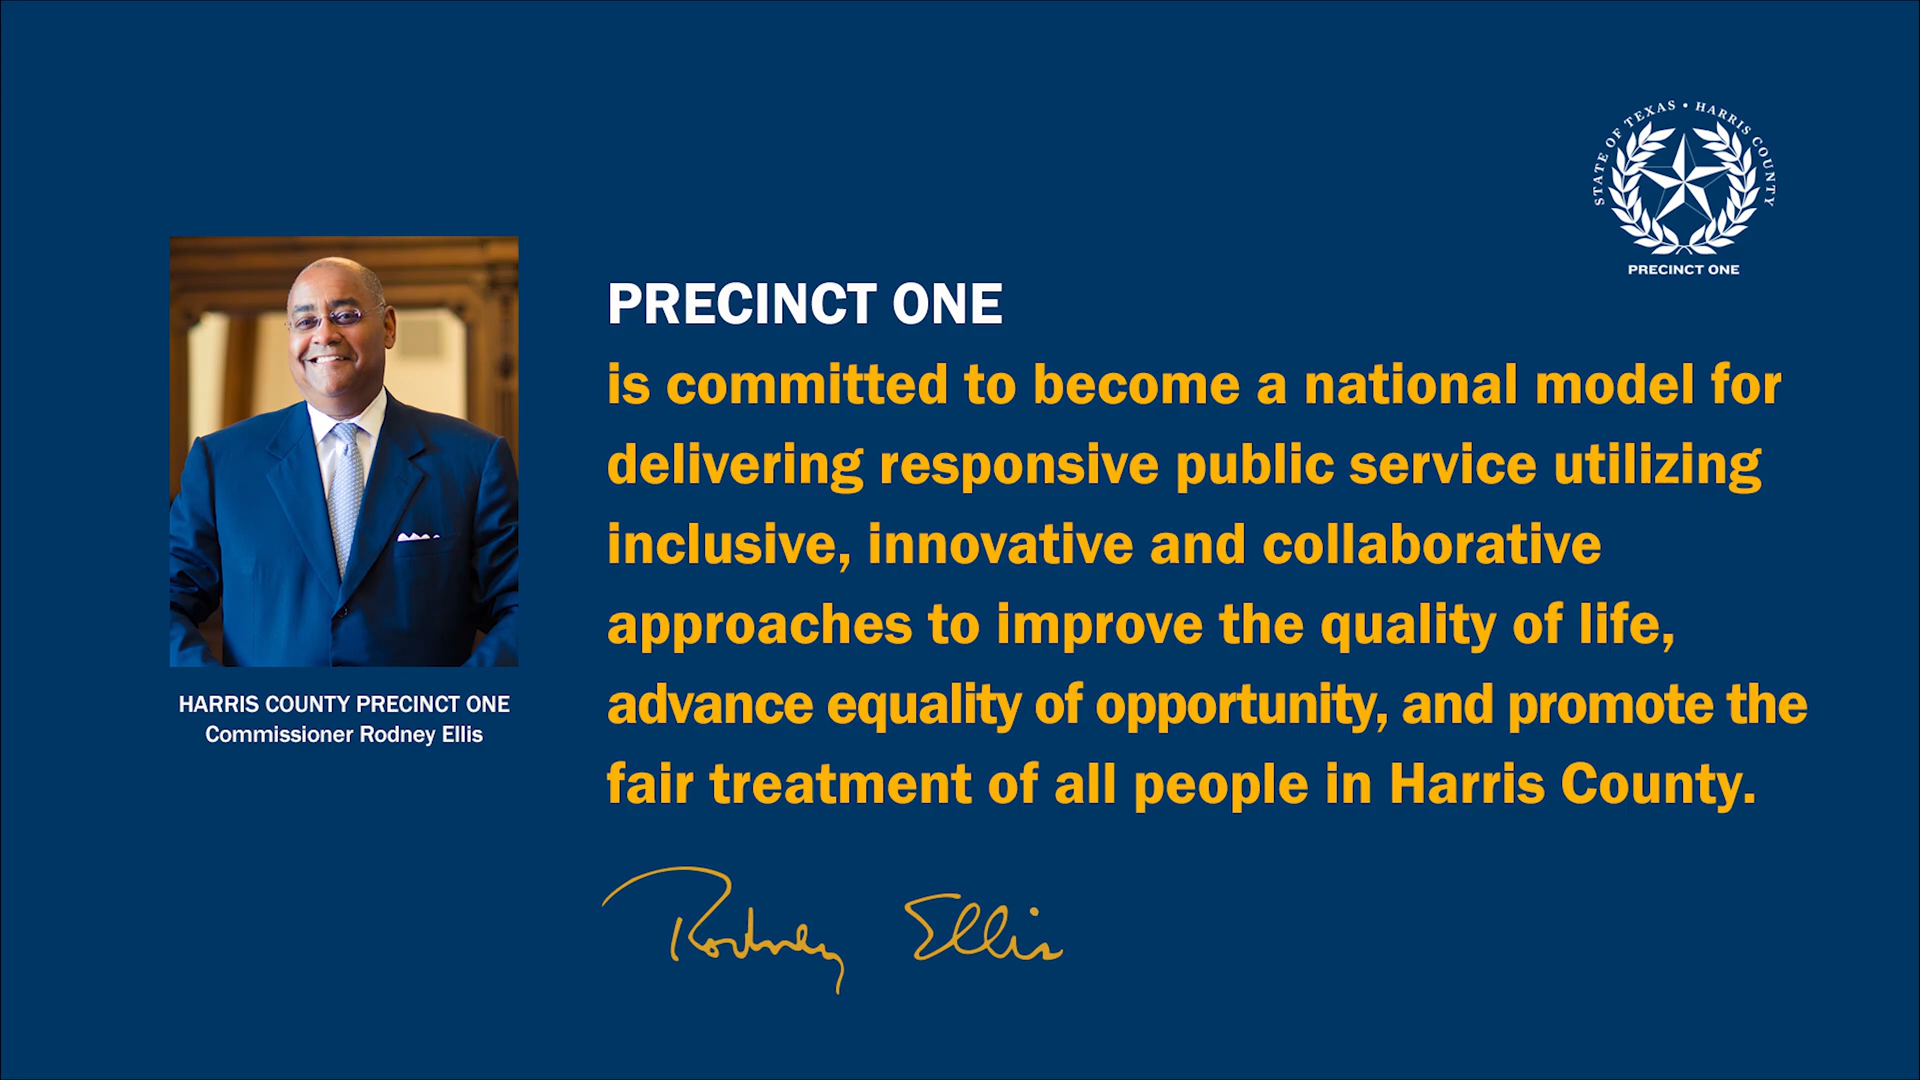 STATE OF TEXAS • HARRIS COUNTY
PRECINCT ONE
PRECINCT ONE
is committed to become a national model for
delivering responsive public service utilizing
inclusive, innovative and collaborative
approaches to improve the quality of life,
advance equality of opportunity, and promote the
fair treatment of all people in Harris County.
HARRIS COUNTY PRECINCT ONE
Commissioner Rodney Ellis
Rodney Ellis